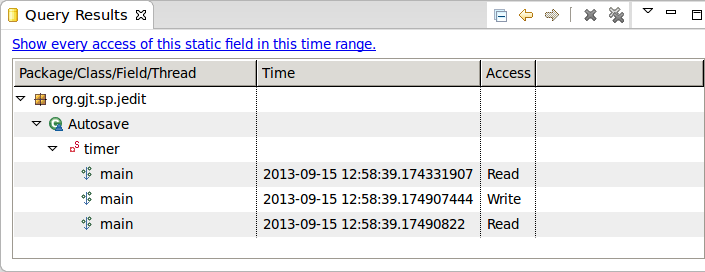 Query Results
Show every access of this static field in this time range.
Package/Class/Field/Thread Time Access
org.gjt.sp.jedit
Autosave
timer
main 2013-09-15 12:58:39.174331907 Read
main 2013-09-15 12:58:39.174907444 Write
main 2013-09-15 12:58:39.17490822 Read